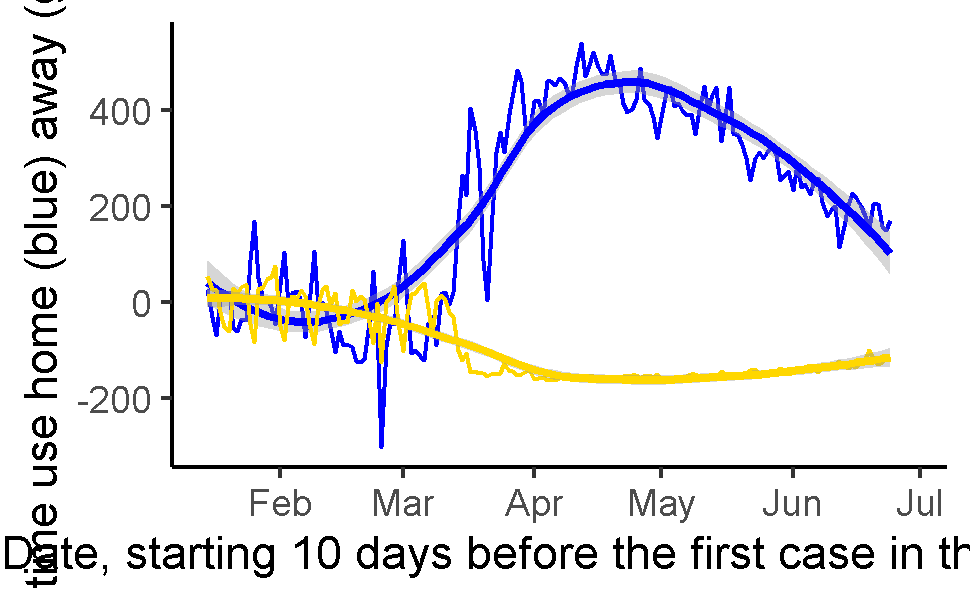 time use home (blue) away (
400
200
0
-200
Feb Mar Apr May Jun Jul
Date, starting 10 days before the first case in th